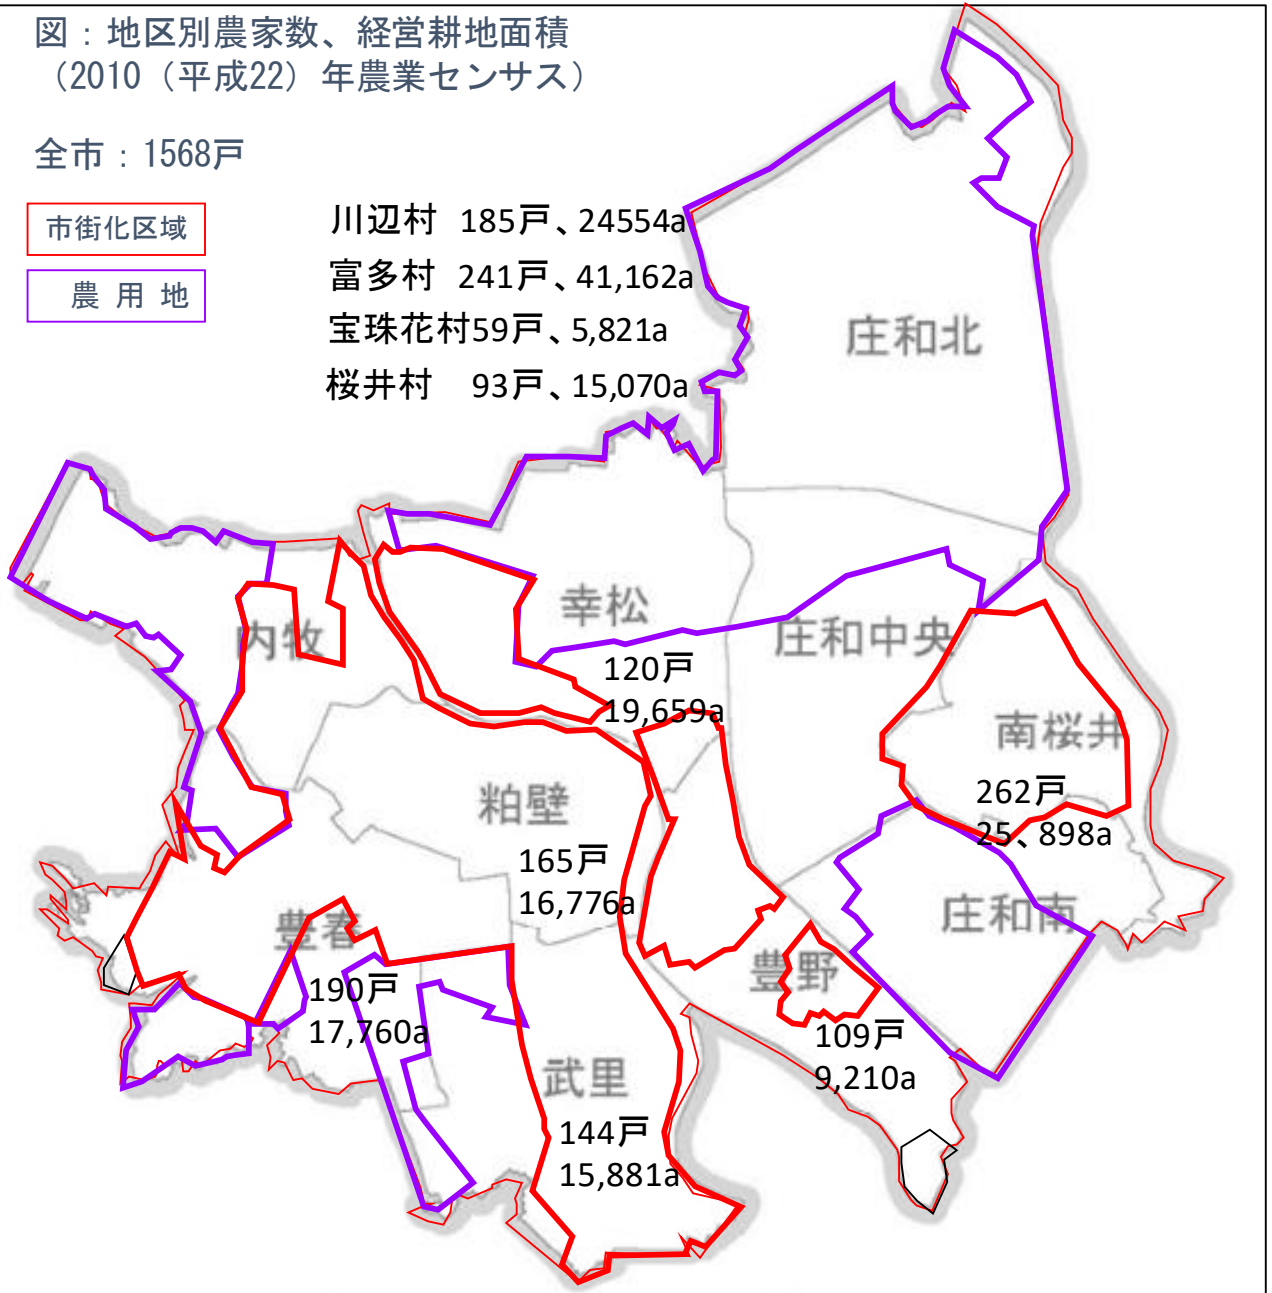 図：地区別農家数、経営耕地面積
（2010（平成22）年農業センサス）
全市：1568戸
市街化区域
農用地
川辺村 185戸、24554a
富多村 241戸、41,162a
宝珠花村59戸、5,821a
桜井村 93戸、15,070a
庄和北
幸松
120戸
19,659a
内牧
庄和中央
南桜井
262戸
25、898a
粕壁
165戸
16,776a
豊春
190戸
17,760a
庄和南
豊野
109戸
9,210a
武里
144戸
15,881a